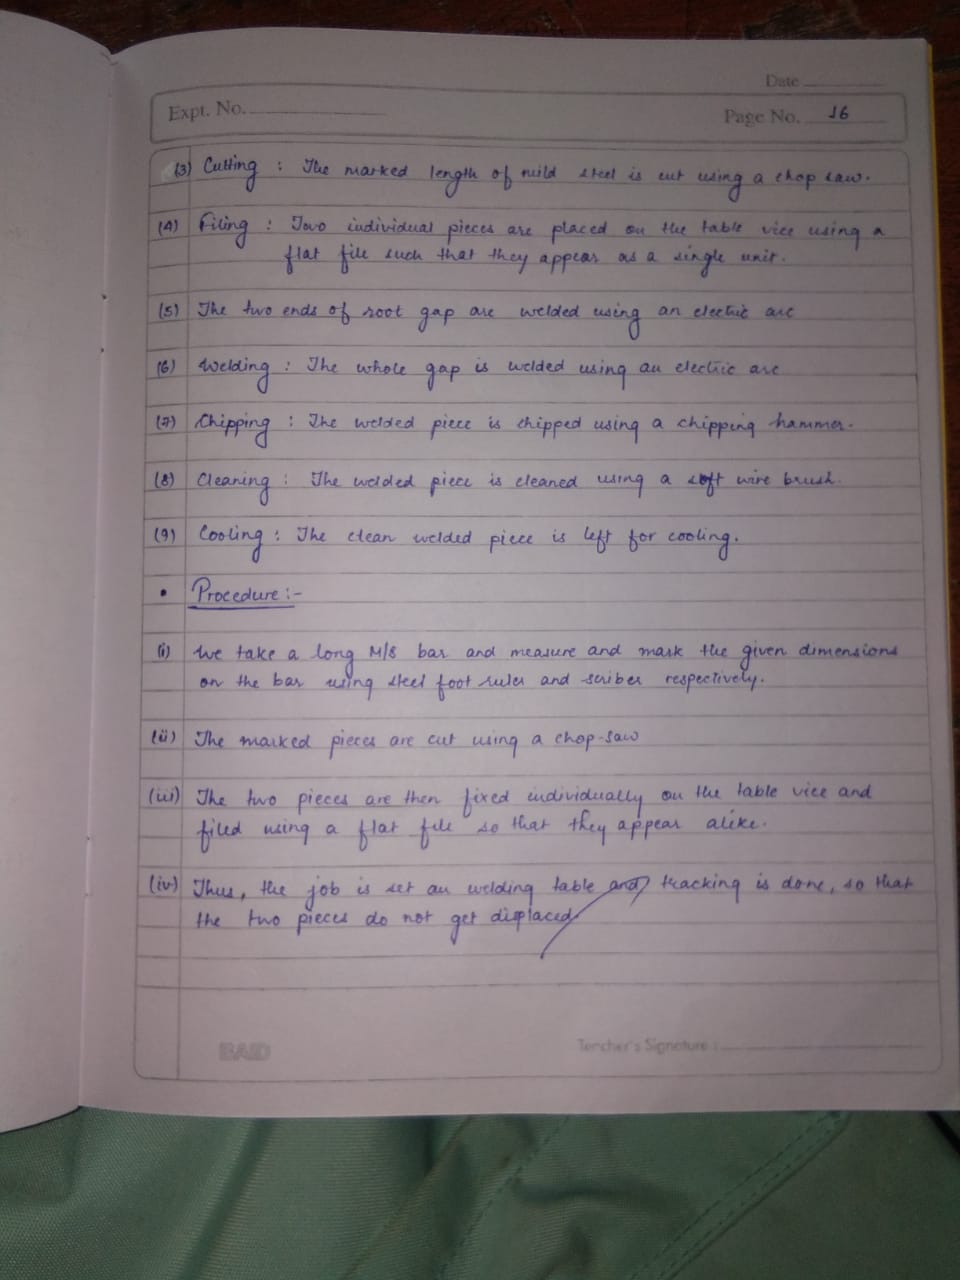 Date
Expt. No.
Page No. 16
(3) Cutting : The marked length of mild steel is cut using a chop saw.
(4) Filing : Two individual pieces are placed on the table vice using a
flat file such that they appear as a single unit.
(5) The two ends of root gap are welded using an electric arc
(6) Welding : The whole gap is welded using an electric arc
(7) Chipping : The welded piece is chipped using a chipping hammer.
(8) Cleaning : The welded piece is cleaned using a soft wire brush.
(9) Cooling : The clean welded piece is left for cooling.
• Procedure :-
(i) We take a long M/S bar and measure and mark the given dimensions
on the bar using steel foot ruler and scriber respectively.
(ii) The marked pieces are cut using a chop-saw
(iii) The two pieces are then fixed individually on the table vice and
filed using a flat file so that they appear alike.
(iv) Thus, the job is set an welding table and tracking is done, so that
the two pieces do not get displaced.
BAID
Teacher's Signature :